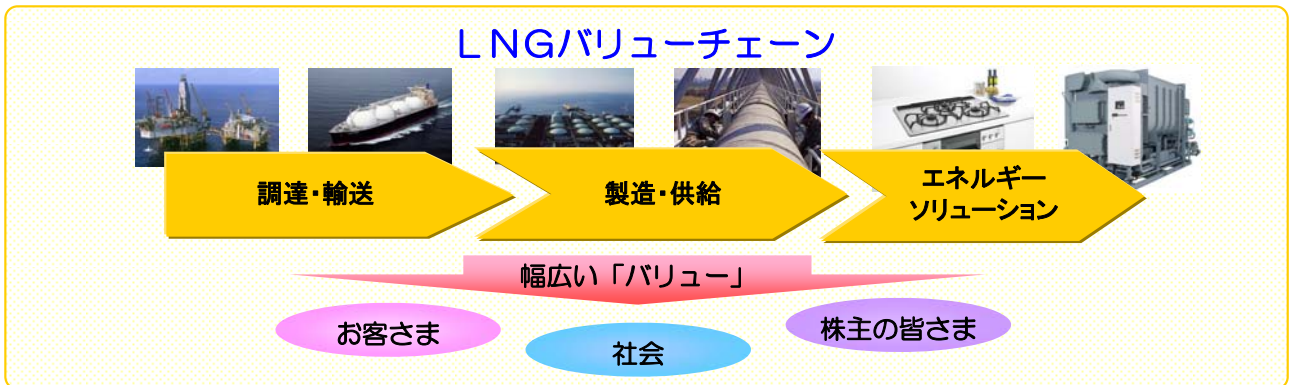 ＬＮＧバリューチェーン
調達・輸送
製造・供給
エネルギー
ソリューション
幅広い「バリュー」
お客さま
社会
株主の皆さま